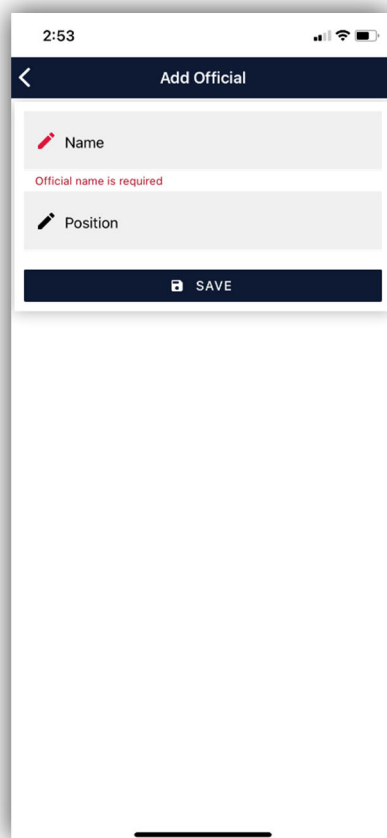 2:53
Add Official
Name
Official name is required
Position
SAVE